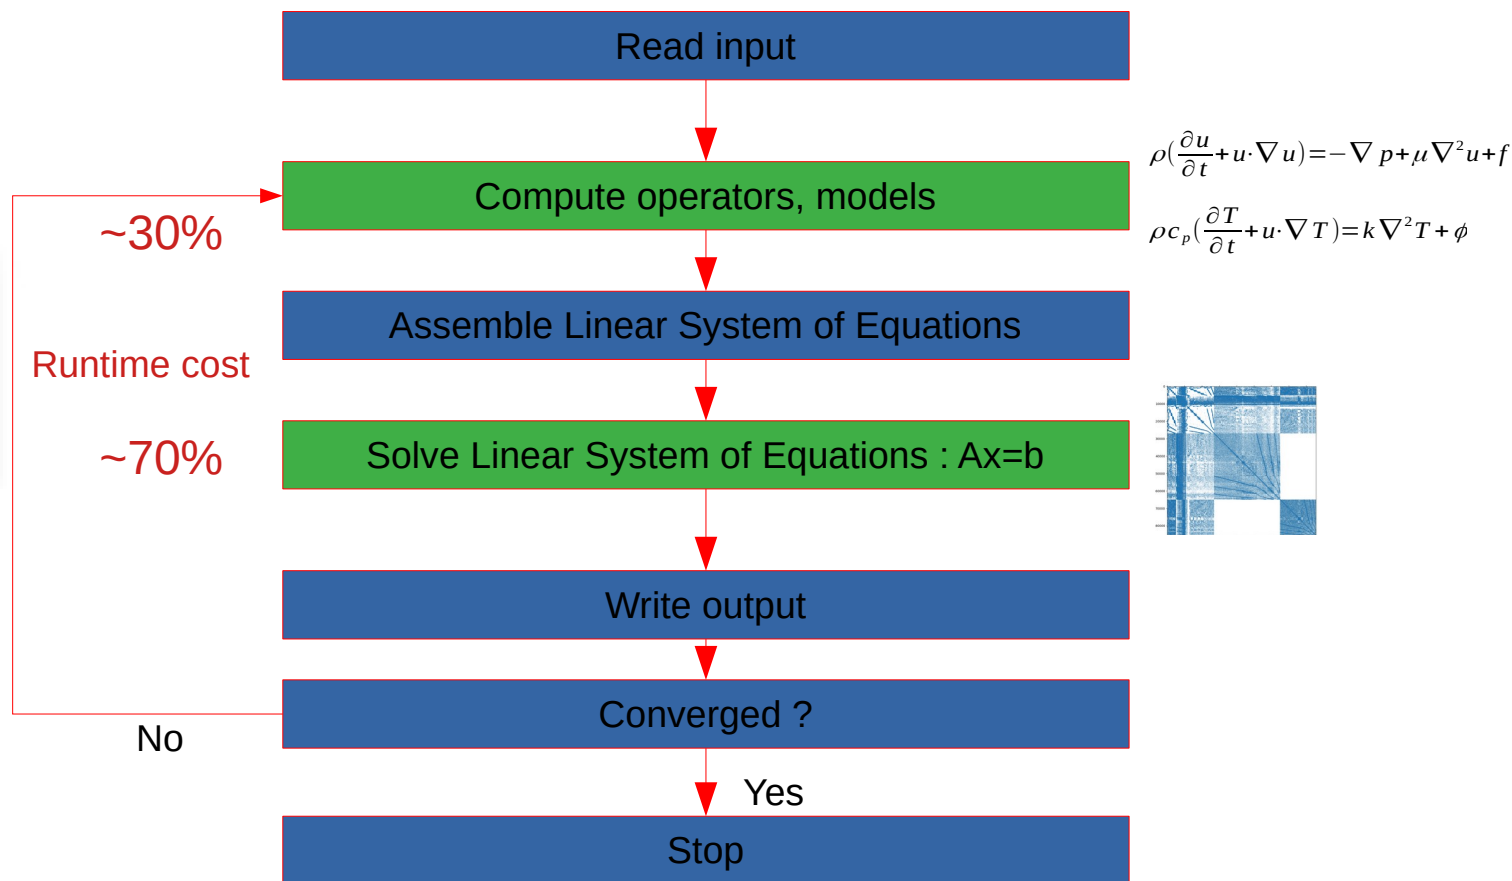 Read input
ρ(∂u/∂t+u·∇u)=−∇p+μ∇²u+f
Compute operators, models
~30%
ρc_p(∂T/∂t+u·∇T)=k∇²T+ϕ
Assemble Linear System of Equations
Runtime cost
~70%
Solve Linear System of Equations : Ax=b
Write output
Converged ?
No
Yes
Stop